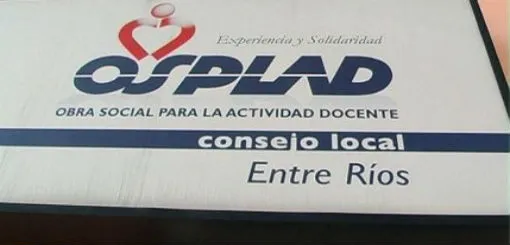 Experiencia y Solidaridad
OSPLAD
OBRA SOCIAL PARA LA ACTIVIDAD DOCENTE
consejo local
Entre Ríos